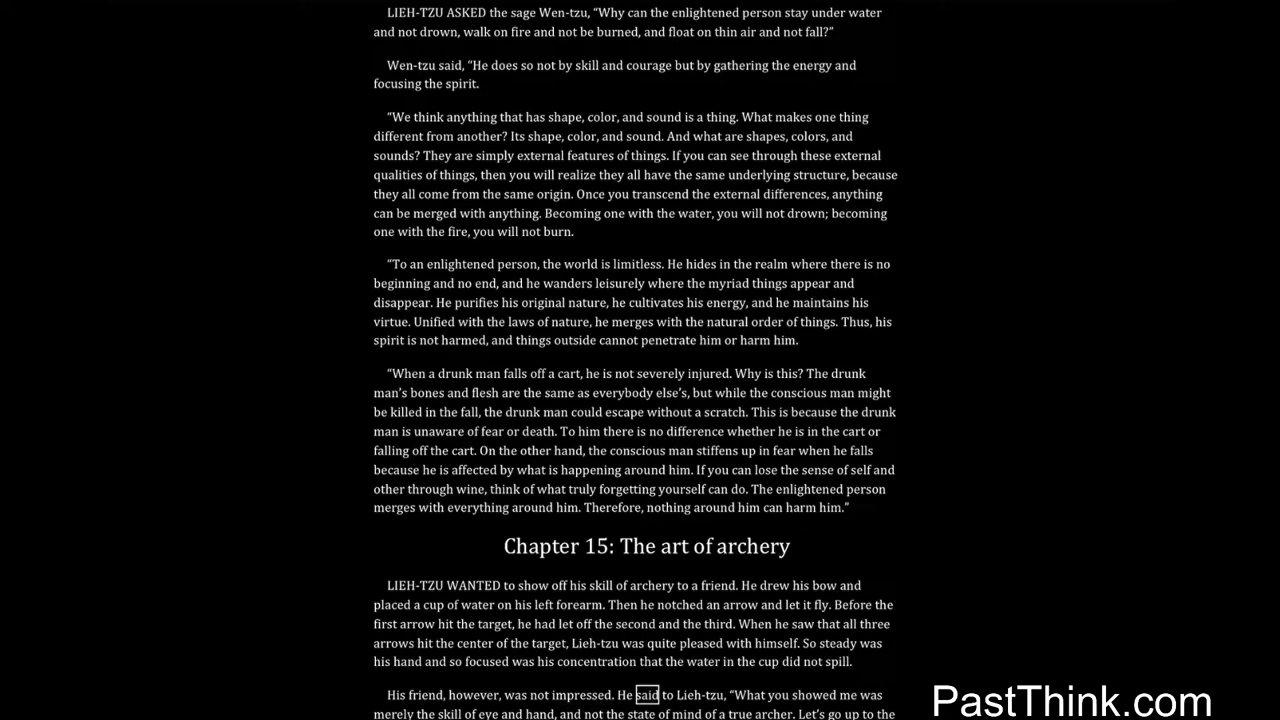 LIEH-TZU ASKED the sage Wen-tzu, “Why can the enlightened person stay under water
and not drown, walk on fire and not be burned, and float on thin air and not fall?”
Wen-tzu said, “He does so not by skill and courage but by gathering the energy and
focusing the spirit.
“We think anything that has shape, color, and sound is a thing. What makes one thing
different from another? Its shape, color, and sound. And what are shapes, colors, and
sounds? They are simply external features of things. If you can see through these external
qualities of things, then you will realize they all have the same underlying structure, because
they all come from the same origin. Once you transcend the external differences, anything
can be merged with anything. Becoming one with the water, you will not drown; becoming
one with the fire, you will not burn.
“To an enlightened person, the world is limitless. He hides in the realm where there is no
beginning and no end, and he wanders leisurely where the myriad things appear and
disappear. He purifies his original nature, he cultivates his energy, and he maintains his
virtue. Unified with the laws of nature, he merges with the natural order of things. Thus, his
spirit is not harmed, and things outside cannot penetrate him or harm him.
“When a drunk man falls off a cart, he is not severely injured. Why is this? The drunk
man’s bones and flesh are the same as everybody else’s, but while the conscious man might
be killed in the fall, the drunk man could escape without a scratch. This is because the drunk
man is unaware of fear or death. To him there is no difference whether he is in the cart or
falling off the cart. On the other hand, the conscious man stiffens up in fear when he falls
because he is affected by what is happening around him. If you can lose the sense of self and
other through wine, think of what truly forgetting yourself can do. The enlightened person
merges with everything around him. Therefore, nothing around him can harm him.”
Chapter 15: The art of archery
LIEH-TZU WANTED to show off his skill of archery to a friend. He drew his bow and
placed a cup of water on his left forearm. Then he notched an arrow and let it fly. Before the
first arrow hit the target, he had let off the second and the third. When he saw that all three
arrows hit the center of the target, Lieh-tzu was quite pleased with himself. So steady was
his hand and so focused was his concentration that the water in the cup did not spill.
His friend, however, was not impressed. He said to Lieh-tzu, “What you showed me was
merely the skill of eye and hand, and not the state of mind of a true archer. Let’s go up to the
PastThink.com